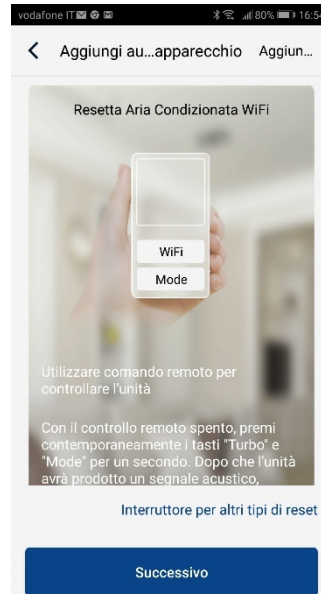 vodafone IT 80% 16:54
Aggiungi au...apparecchio Aggiun...
Resetta Aria Condizionata WiFi
WiFi
Mode
Utilizzare comando remoto per
controllare l'unità
Con il controllo remoto spento, premi
contemporaneamente i tasti "Turbo" e
"Mode" per un secondo. Dopo che l'unità
avrà prodotto un segnale acustico,
Interruttore per altri tipi di reset
Successivo